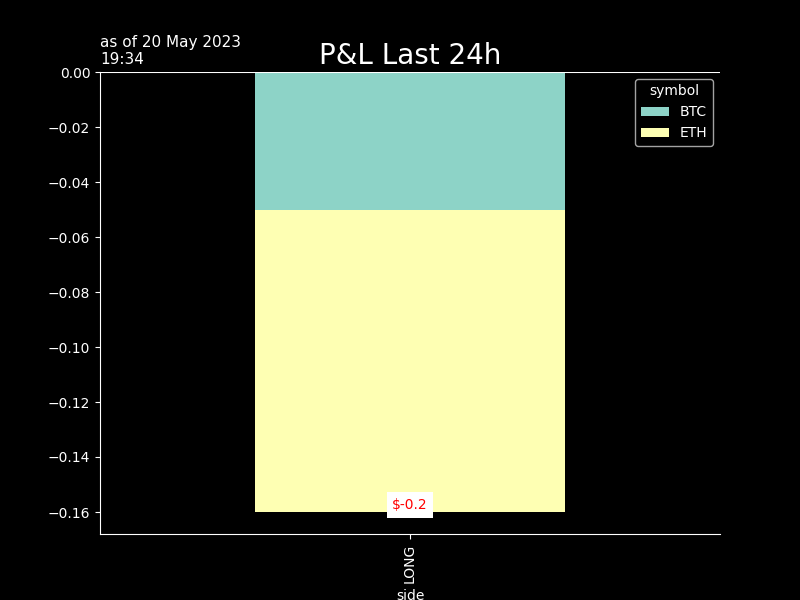 as of 20 May 2023
19:34
P&L Last 24h
symbol
BTC
ETH
0.00
−0.02
−0.04
−0.06
−0.08
−0.10
−0.12
−0.14
−0.16
$-0.2
LONG
side